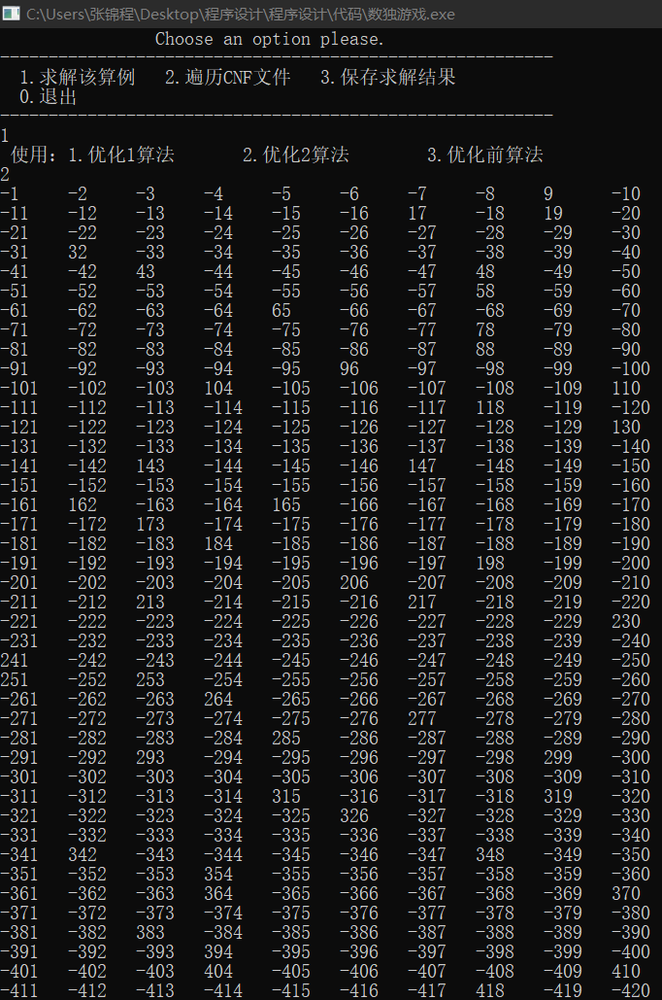 C:\Users\张锦程\Desktop\程序设计\程序设计\代码\数独游戏.exe
Choose an option please.
---------------------------------------------------------
1.求解该算例 2.遍历CNF文件 3.保存求解结果
0.退出
---------------------------------------------------------
1
使用：1.优化1算法 2.优化2算法 3.优化前算法
2
-1 -2 -3 -4 -5 -6 -7 -8 9 -10
-11 -12 -13 -14 -15 -16 17 -18 19 -20
-21 -22 -23 -24 -25 -26 -27 -28 -29 -30
-31 32 -33 -34 -35 -36 -37 -38 -39 -40
-41 -42 43 -44 -45 -46 -47 48 -49 -50
-51 -52 -53 -54 -55 -56 -57 58 -59 -60
-61 -62 -63 -64 65 -66 -67 -68 -69 -70
-71 -72 -73 -74 -75 -76 -77 78 -79 -80
-81 -82 -83 -84 -85 -86 -87 88 -89 -90
-91 -92 -93 -94 -95 96 -97 -98 -99 -100
-101 -102 -103 104 -105 -106 -107 -108 -109 110
-111 -112 -113 -114 -115 -116 -117 118 -119 -120
-121 -122 -123 -124 -125 -126 -127 -128 -129 130
-131 -132 -133 -134 -135 -136 -137 -138 -139 -140
-141 -142 143 -144 -145 -146 147 -148 -149 -150
-151 -152 -153 -154 -155 -156 -157 -158 -159 -160
-161 162 -163 -164 165 -166 -167 -168 -169 -170
-171 -172 173 -174 -175 -176 -177 -178 -179 -180
-181 -182 -183 184 -185 -186 -187 -188 -189 -190
-191 -192 -193 -194 -195 -196 -197 198 -199 -200
-201 -202 -203 -204 -205 206 -207 -208 -209 -210
-211 -212 213 -214 -215 -216 217 -218 -219 -220
-221 -222 -223 -224 -225 -226 -227 -228 -229 230
-231 -232 -233 -234 -235 -236 -237 -238 -239 -240
241 -242 -243 -244 -245 -246 -247 -248 -249 -250
251 -252 253 -254 -255 -256 -257 -258 -259 -260
-261 -262 -263 264 -265 -266 -267 -268 -269 -270
-271 -272 -273 -274 -275 -276 277 -278 -279 -280
-281 -282 -283 -284 285 -286 -287 -288 -289 -290
-291 -292 293 -294 -295 -296 -297 -298 299 -300
-301 -302 -303 -304 -305 -306 -307 -308 -309 -310
-311 -312 -313 -314 315 -316 -317 -318 319 -320
-321 -322 -323 -324 -325 326 -327 -328 -329 -330
-331 -332 -333 -334 -335 -336 -337 -338 -339 -340
-341 342 -343 -344 -345 -346 -347 348 -349 -350
-351 -352 -353 354 -355 -356 -357 -358 -359 -360
-361 -362 -363 364 -365 -366 -367 -368 -369 370
-371 -372 -373 -374 -375 -376 -377 -378 -379 -380
-381 -382 383 -384 -385 -386 -387 -388 -389 -390
-391 -392 -393 394 -395 -396 -397 -398 -399 -400
-401 -402 -403 404 -405 -406 -407 -408 -409 410
-411 -412 -413 -414 -415 -416 -417 418 -419 -420